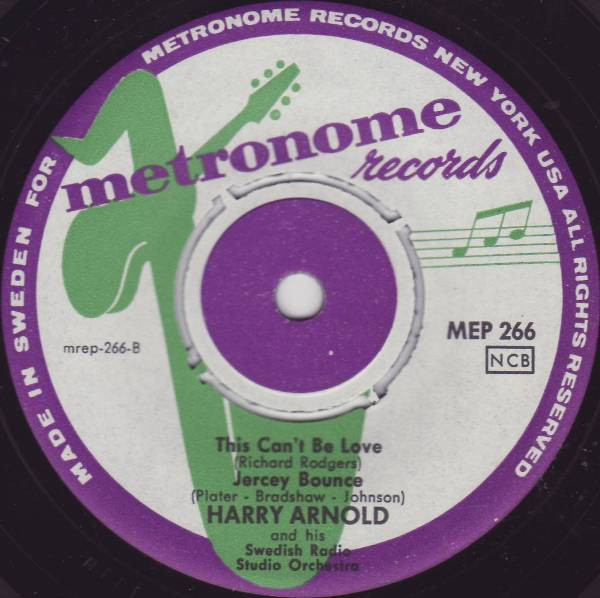 MADE IN SWEDEN FOR METRONOME RECORDS NEW YORK USA ALL RIGHTS RESERVED
metronome
records
MEP 266
NCB
mrep-266-B
This Can't Be Love
(Richard Rodgers)
Jercey Bounce
(Plater - Bradshaw - Johnson)
HARRY ARNOLD
and his
Swedish Radio
Studio Orchestra